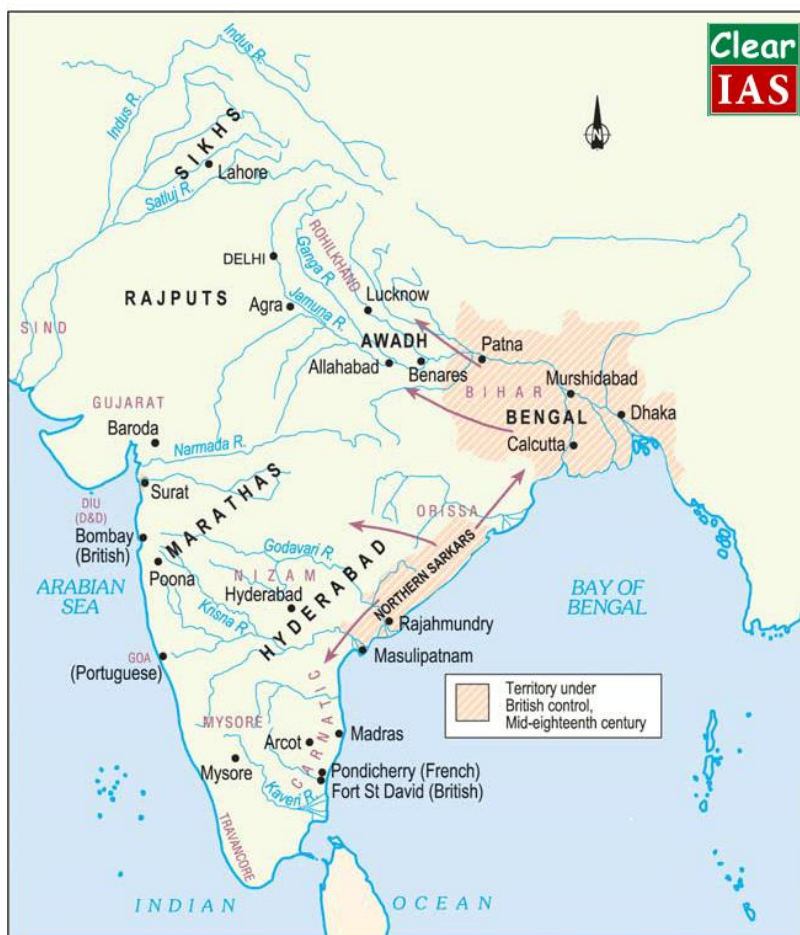 Clear
IAS
Indus R.
Indus R.
N
SIKHS
Lahore
Satluj R.
DELHI
Ganga R.
ROHILKHAND
RAJPUTS
Agra
Jamuna R.
Lucknow
SIND
AWADH
Patna
Allahabad
Benares
BIHAR
Murshidabad
GUJARAT
BENGAL
Dhaka
Baroda
Calcutta
Narmada R.
Surat
MARATHAS
DIU
(D&D)
ORISSA
Bombay
(British)
Godavari R.
NORTHERN SARKARS
ARABIAN
SEA
Poona
NIZAM
Hyderabad
HYDERABAD
BAY OF
BENGAL
Krisna R.
Rajahmundry
GOA
(Portuguese)
Masulipatnam
Territory under
British control,
Mid-eighteenth century
MYSORE
CARNATIC
Madras
Arcot
Mysore
Pondicherry (French)
Kaveri R.
Fort St David (British)
TRAVANCORE
INDIAN OCEAN